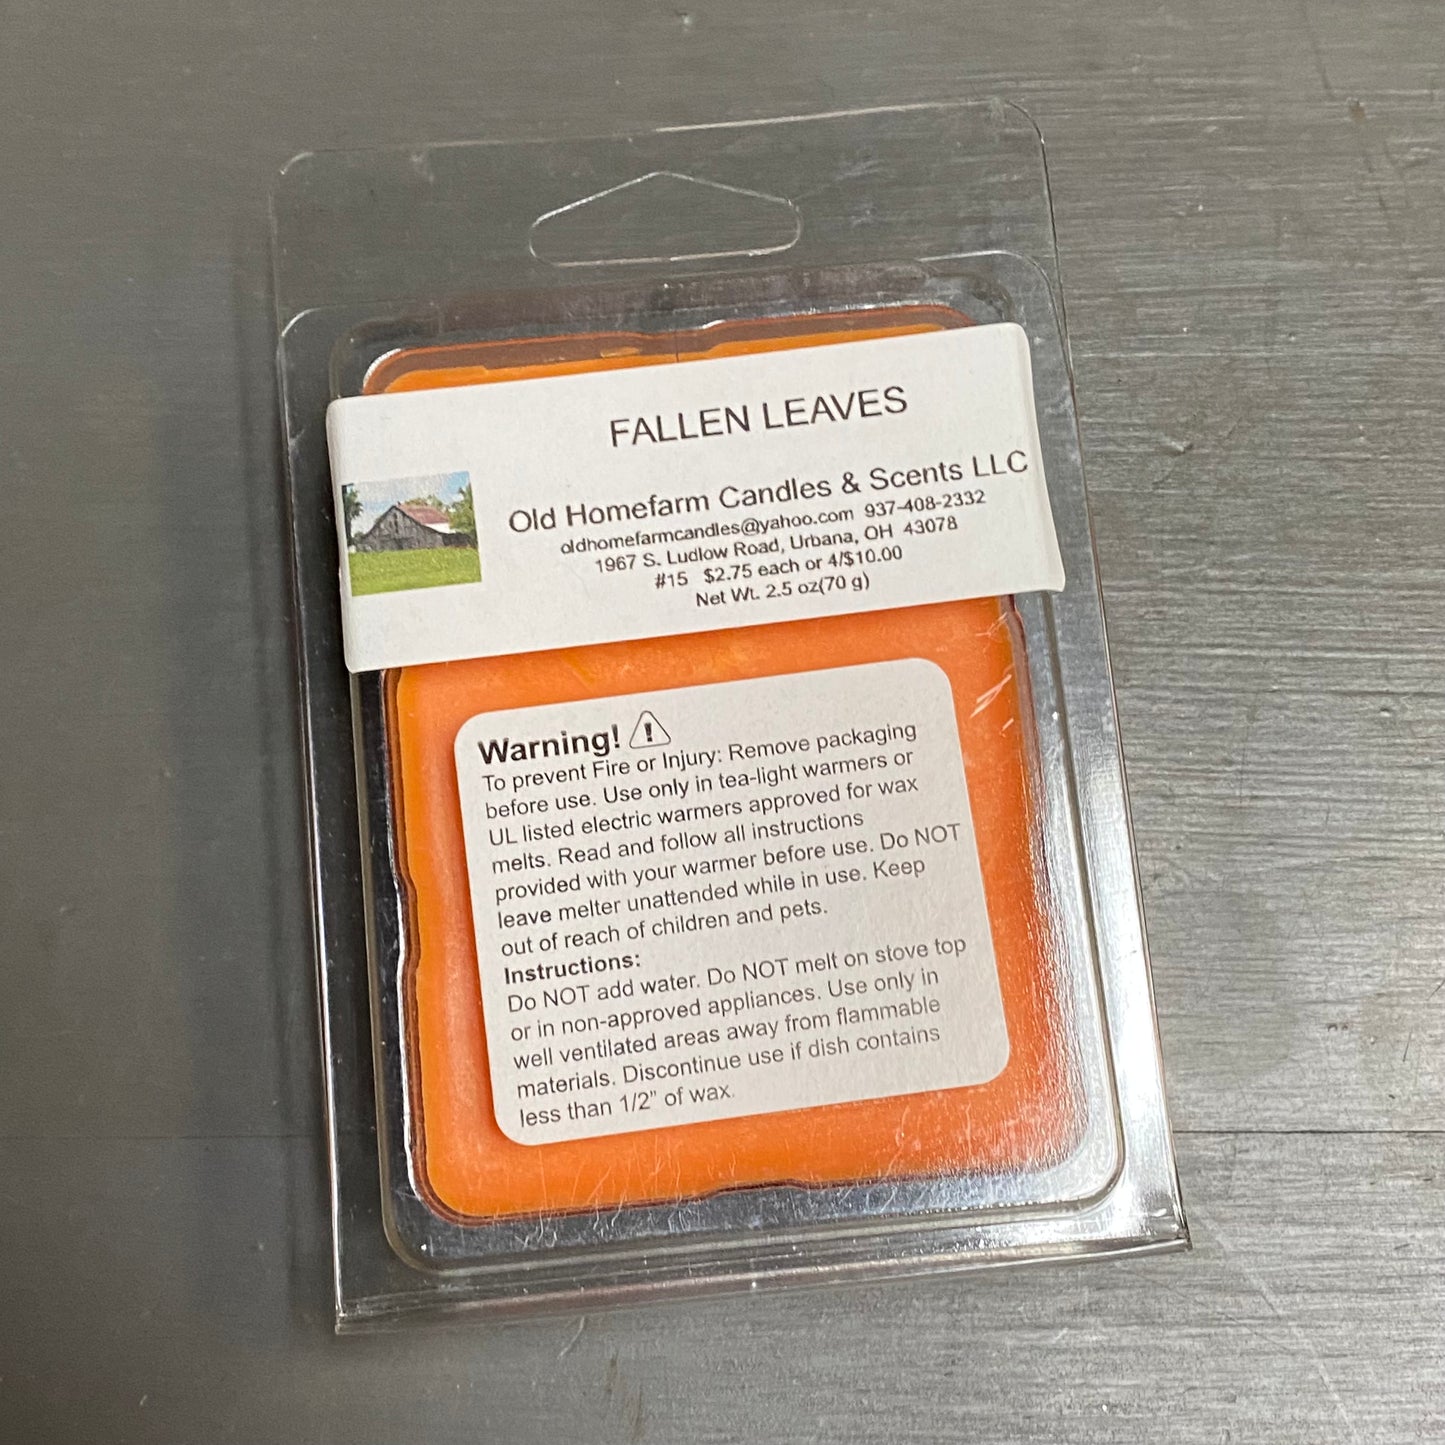 FALLEN LEAVES
Old Homefarm Candles & Scents LLC
oldhomefarmcandles@yahoo.com 937-408-2332
1967 S. Ludlow Road, Urbana, OH 43078
#15 $2.75 each or 4/$10.00
Net Wt. 2.5 oz(70 g)
Warning! !
To prevent Fire or Injury: Remove packaging
before use. Use only in tea-light warmers or
UL listed electric warmers approved for wax
melts. Read and follow all instructions
provided with your warmer before use. Do NOT
leave melter unattended while in use. Keep
out of reach of children and pets.
Instructions:
Do NOT add water. Do NOT melt on stove top
or in non-approved appliances. Use only in
well ventilated areas away from flammable
materials. Discontinue use if dish contains
less than 1/2” of wax.